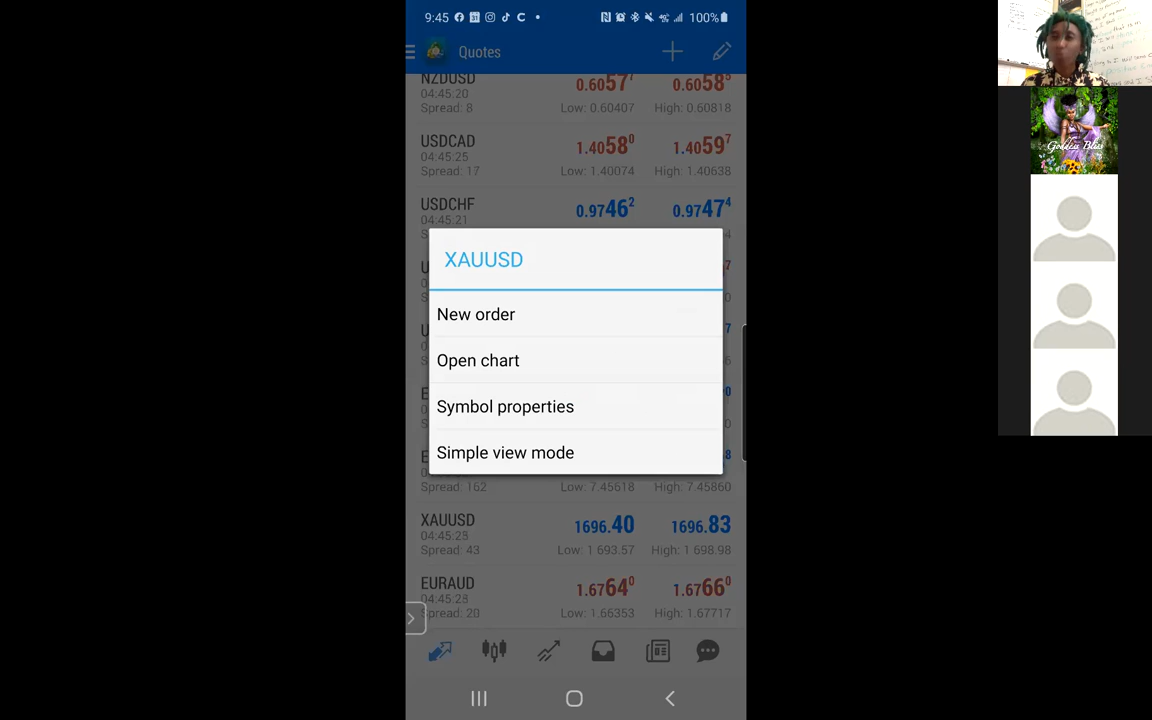 9:45
100%
Quotes
NZDUSD
0.6057⁷ 0.6058⁵
04:45:20
Spread: 8 Low: 0.60407 High: 0.60818
USDCAD
1.4058⁰ 1.4059⁷
04:45:25
Spread: 17 Low: 1.40074 High: 1.40638
USDCHF
0.9746² 0.9747⁴
04:45:21
XAUUSD
New order
Open chart
Symbol properties
Simple view mode
Spread: 162 Low: 7.45618 High: 7.45860
XAUUSD
1696.40 1696.83
04:45:23
Spread: 43 Low: 1 693.57 High: 1 698.98
EURAUD
1.6764⁰ 1.6766⁰
04:45:23
Spread: 20 Low: 1.66353 High: 1.67717
Goddess Bliss